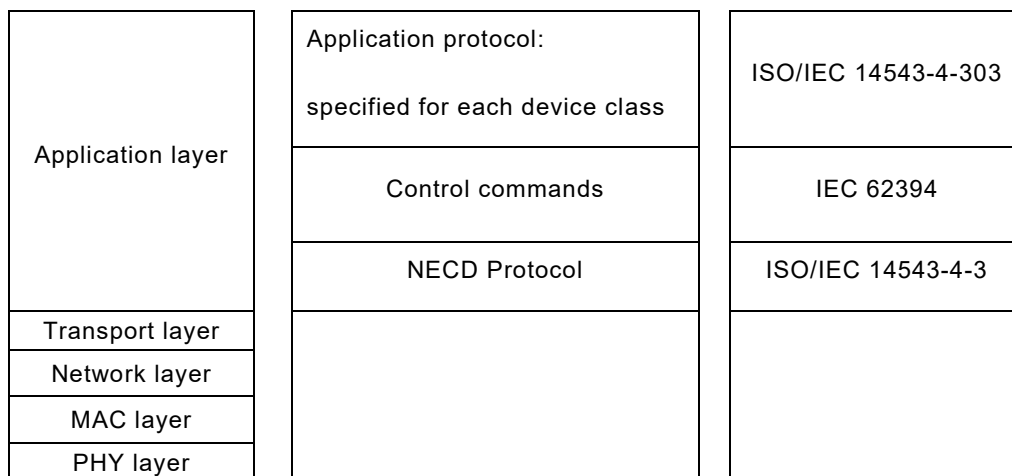 Application layer
Transport layer
Network layer
MAC layer
PHY layer
Application protocol:
specified for each device class
Control commands
NECD Protocol
ISO/IEC 14543-4-303
IEC 62394
ISO/IEC 14543-4-3